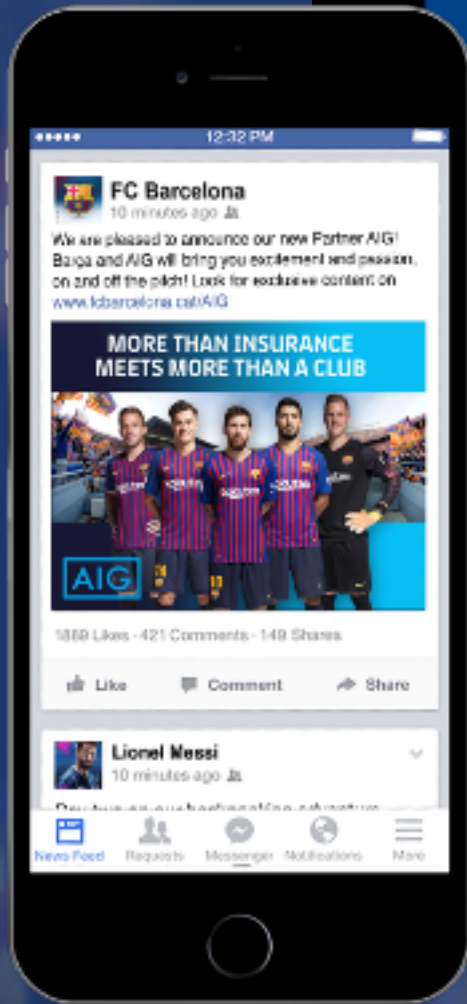 12:32 PM
FC Barcelona
10 minutes ago
We are pleased to announce our new Partner AIG!
Barça and AIG will bring you excitement and passion,
on and off the pitch! Look for exclusive content on
www.fcbarcelona.cat/AIG
MORE THAN INSURANCE
MEETS MORE THAN A CLUB
AIG
1889 Likes · 421 Comments · 149 Shares
Like Comment Share
Lionel Messi
10 minutes ago
News Feed Requests Messenger Notifications More